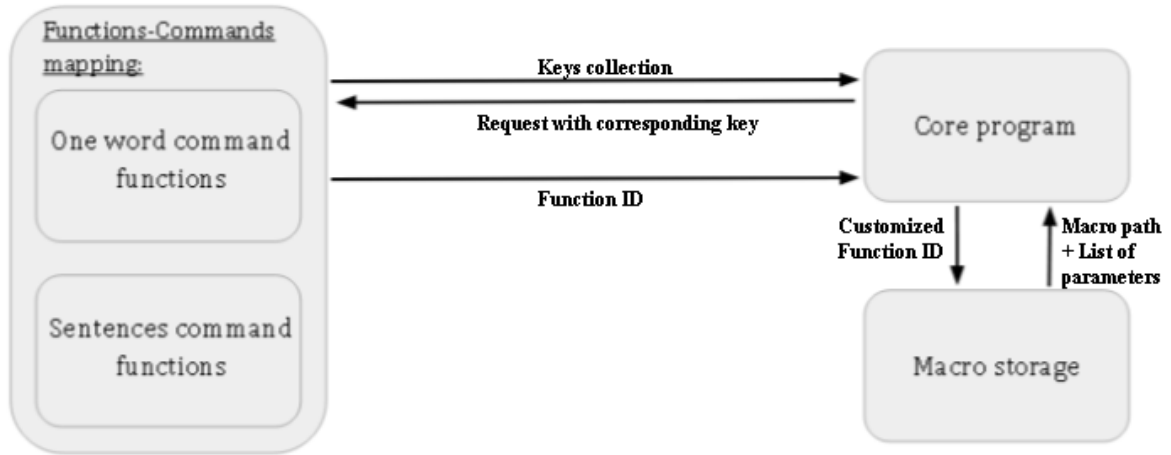 Functions-Commands
mapping:
One word command
functions
Sentences command
functions
Keys collection
Request with corresponding key
Function ID
Core program
Customized
Function ID
Macro path
+ List of
parameters
Macro storage